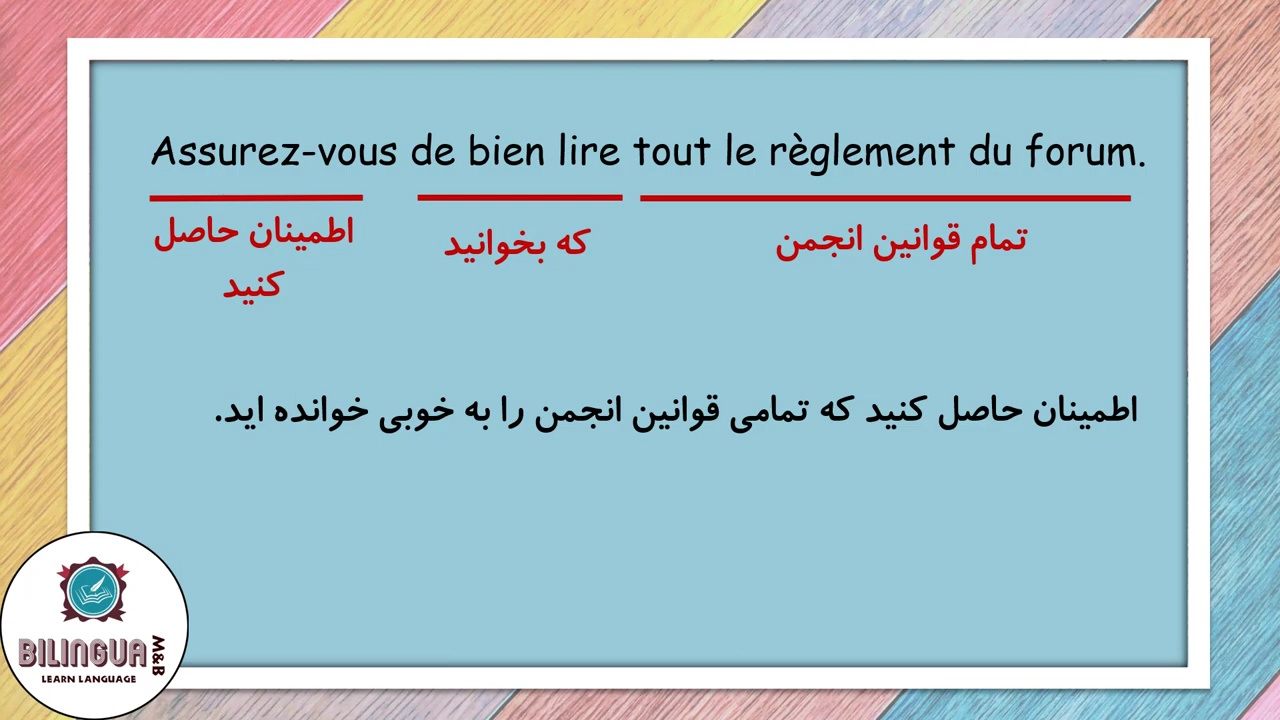 Assurez-vous de bien lire tout le règlement du forum.
اطمینان حاصل
کنید
که بخوانید
تمام قوانین انجمن
اطمینان حاصل کنید که تمامی قوانین انجمن را به خوبی خوانده اید.
BILINGUA
M&B
LEARN LANGUAGE